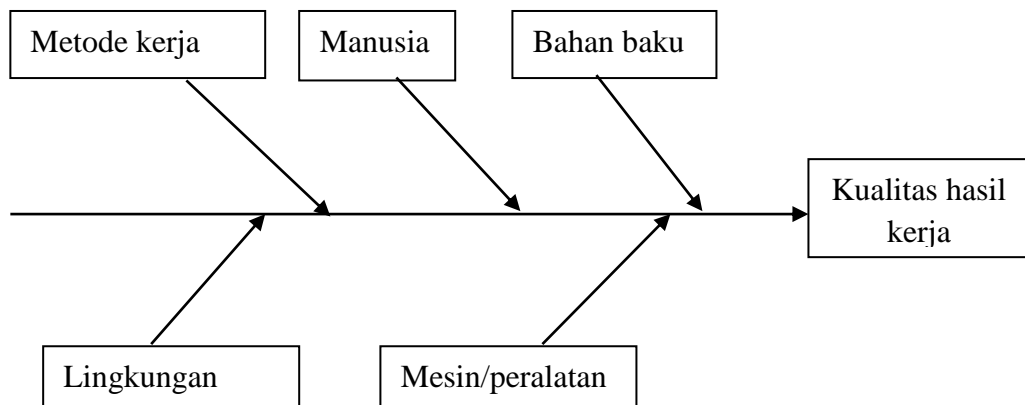 Metode kerja
Manusia
Bahan baku
Kualitas hasil
kerja
Lingkungan
Mesin/peralatan